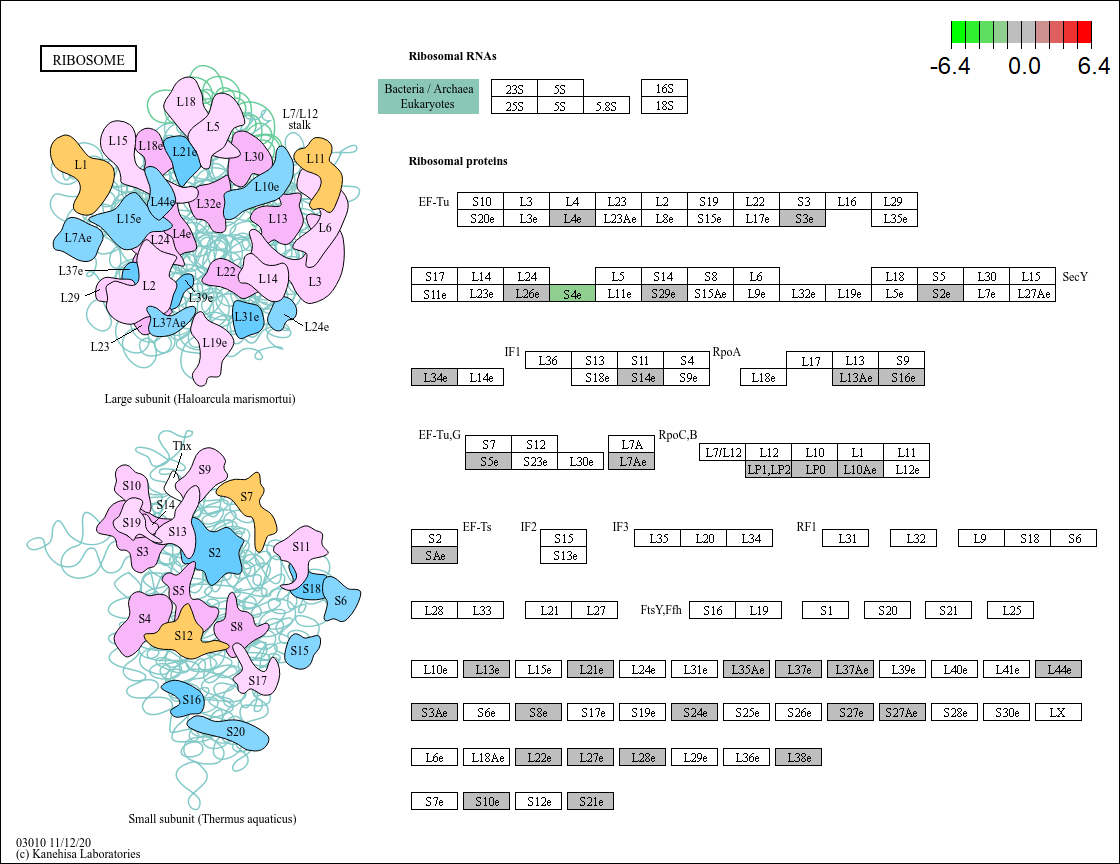 RIBOSOME
-6.4 0.0 6.4
Ribosomal RNAs
Bacteria / Archaea 23S 5S 16S
Eukaryotes 25S 5S 5.8S 18S
Ribosomal proteins
EF-Tu S10 L3 L4 L23 L2 S19 L22 S3 L16 L29
S20e L3e L4e L23Ae L8e S15e L17e S3e L35e
S17 L14 L24 L5 S14 S8 L6 L18 S5 L30 L15 SecY
S11e L23e L26e S4e L11e S29e S15Ae L9e L32e L19e L5e S2e L7e L27Ae
IF1 L36 S13 S11 S4 RpoA L17 L13 S9
L34e L14e S18e S14e S9e L18e L13Ae S16e
EF-Tu,G S7 S12 L7A RpoC,B L7/L12 L12 L10 L1 L11
S5e S23e L30e L7Ae LP1,LP2 LP0 L10Ae L12e
S2 EF-Ts IF2 S15 IF3 L35 L20 L34 RF1 L31 L32 L9 S18 S6
SAe S13e
L28 L33 L21 L27 FtsY,Ffh S16 L19 S1 S20 S21 L25
L10e L13e L15e L21e L24e L31e L35Ae L37e L37Ae L39e L40e L41e L44e
S3Ae S6e S8e S17e S19e S24e S25e S26e S27e S27Ae S28e S30e LX
L6e L18Ae L22e L27e L28e L29e L36e L38e
S7e S10e S12e S21e
L18
L5
L7/L12
stalk
L15
L18e
L21e
L30
L11
L1
L10e
L44e
L32e
L15e
L13
L6
L7Ae
L24
L4e
L37e
L22
L14
L3
L2
L29
L39e
L37Ae
L31e
L24e
L23
L19e
Large subunit (Haloarcula marismortui)
Thx
S9
S10
S7
S14
S19
S13
S3
S2
S11
S5
S18
S6
S4
S12
S8
S15
S17
S16
S20
Small subunit (Thermus aquaticus)
03010 11/12/20
(c) Kanehisa Laboratories